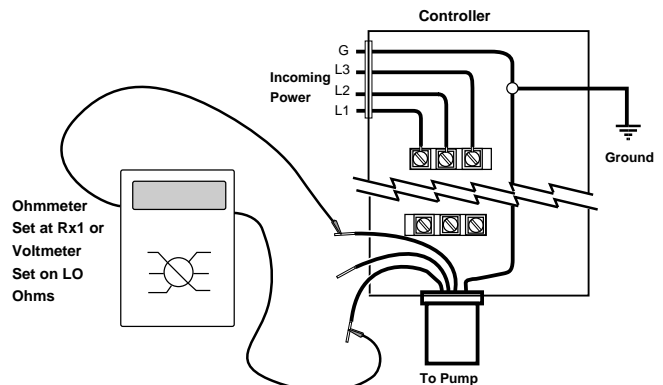 Controller
G
L3
L2
L1
Incoming
Power
Ground
Ohmmeter
Set at Rx1 or
Voltmeter
Set on LO
Ohms
To Pump